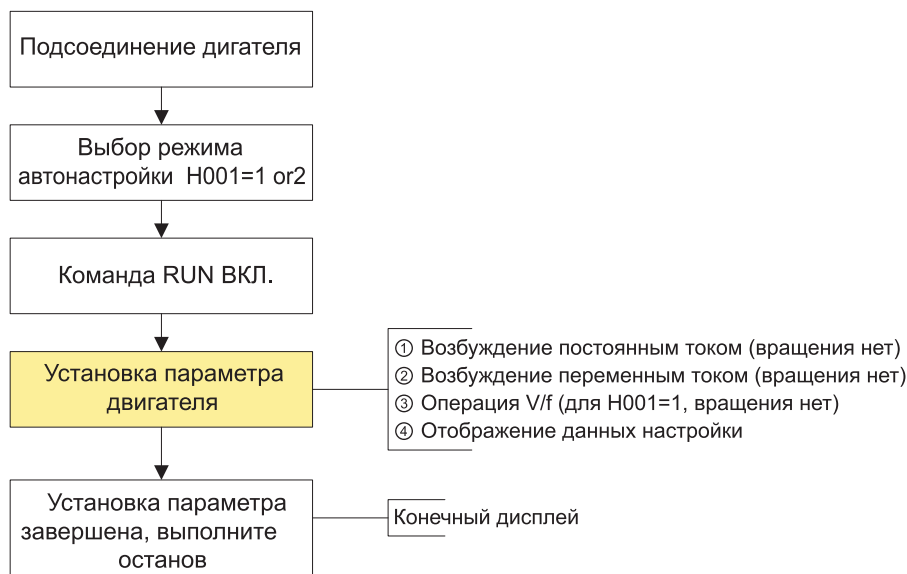 Подсоединение дигателя
Выбор режима
автонастройки H001=1 or2
Команда RUN ВКЛ.
Установка параметра
двигателя
① Возбуждение постоянным током (вращения нет)
② Возбуждение переменным током (вращения нет)
③ Операция V/f (для H001=1, вращения нет)
④ Отображение данных настройки
Установка параметра
завершена, выполните
останов
Конечный дисплей